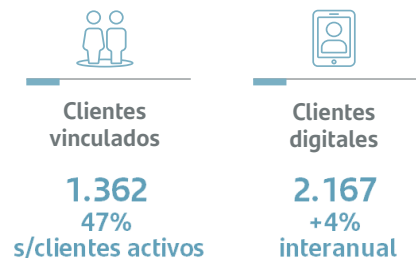 Clientes
vinculados
1.362
47%
s/clientes activos
Clientes
digitales
2.167
+4%
interanual